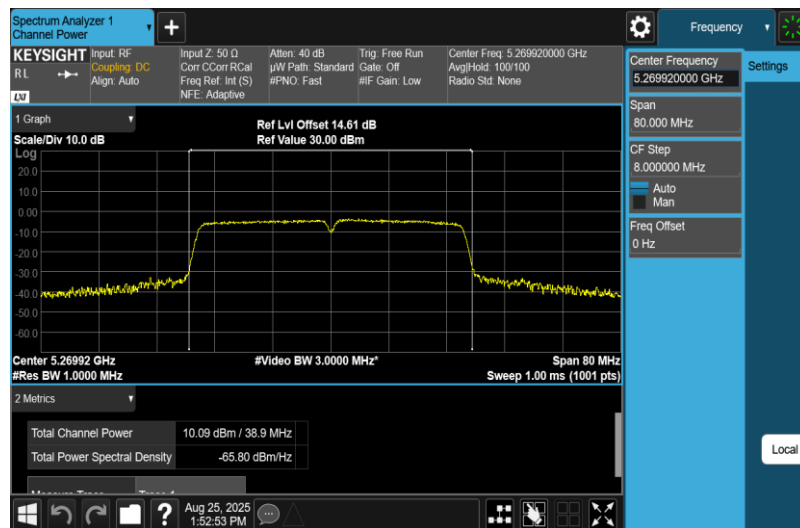 Spectrum Analyzer 1
Channel Power
+
Frequency
KEYSIGHT
RL
LXI
Input: RF
Coupling: DC
Align: Auto
Input Z: 50 Ω
Corr CCorr RCal
Freq Ref: Int (S)
NFE: Adaptive
Atten: 40 dB
µW Path: Standard
#PNO: Fast
Trig: Free Run
Gate: Off
#IF Gain: Low
Center Freq: 5.269920000 GHz
Avg|Hold: 100/100
Radio Std: None
Center Frequency
5.269920000 GHz
Settings
Span
80.000 MHz
CF Step
8.000000 MHz
Auto
Man
Freq Offset
0 Hz
Local
1 Graph
Scale/Div 10.0 dB
Ref Lvl Offset 14.61 dB
Ref Value 30.00 dBm
Log
20.0
10.0
0.00
-10.0
-20.0
-30.0
-40.0
-50.0
-60.0
Center 5.26992 GHz
#Video BW 3.0000 MHz*
Span 80 MHz
#Res BW 1.0000 MHz
Sweep 1.00 ms (1001 pts)
2 Metrics
Total Channel Power 10.09 dBm / 38.9 MHz
Total Power Spectral Density -65.80 dBm/Hz
?
Aug 25, 2025
1:52:53 PM